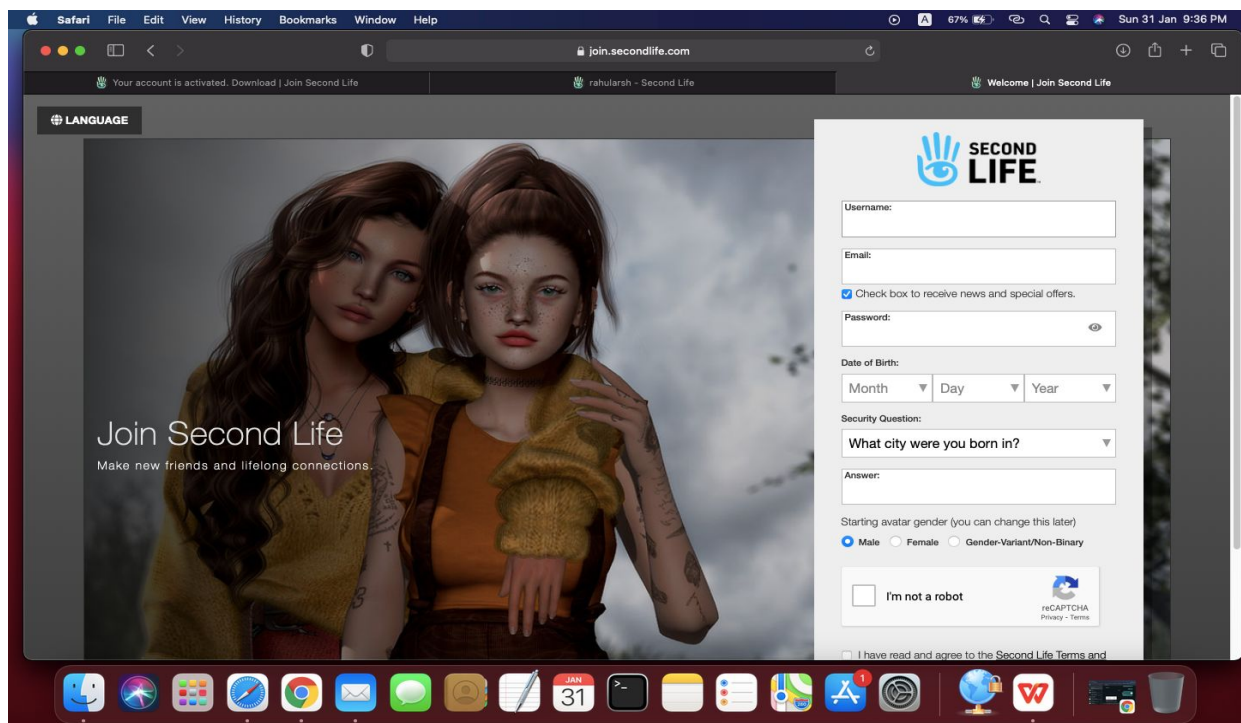 Safari File Edit View History Bookmarks Window Help
A 67% Sun 31 Jan 9:36 PM
join.secondlife.com
Your account is activated. Download | Join Second Life
rahularsh - Second Life
Welcome | Join Second Life
LANGUAGE
SECOND
LIFE
Username:
Email:
Check box to receive news and special offers.
Password:
Date of Birth:
Month Day Year
Security Question:
What city were you born in?
Answer:
Starting avatar gender (you can change this later)
Male Female Gender-Variant/Non-Binary
I'm not a robot
reCAPTCHA
Privacy - Terms
I have read and agree to the Second Life Terms and
Join Second Life
Make new friends and lifelong connections.
JAN
31
1